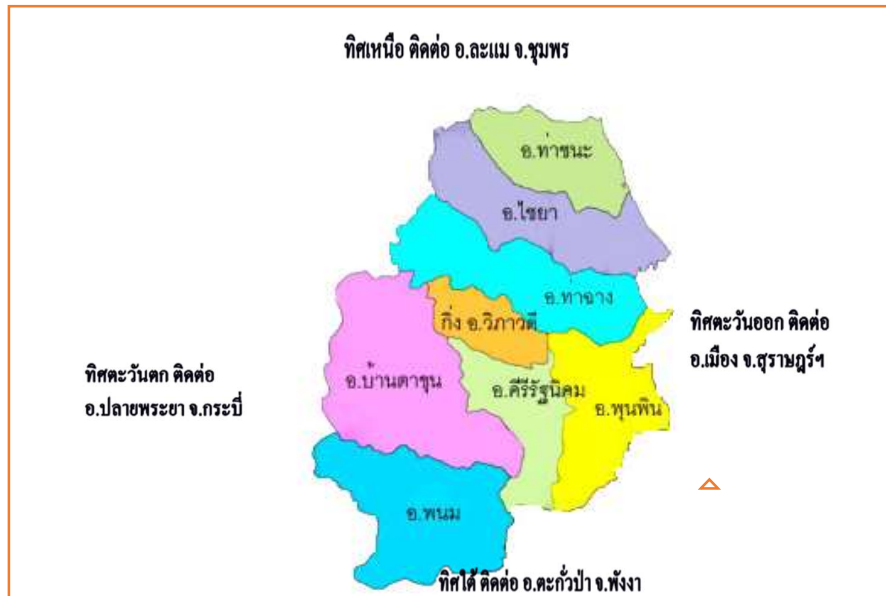 ทิศเหนือ ติดต่อ อ.ละแม จ.ชุมพร
อ.ท่าชนะ
อ.ไชยา
อ.ท่าฉาง
กิ่ง อ.วิภาวดี
ทิศตะวันออก ติดต่อ
อ.เมือง จ.สุราษฎร์ฯ
ทิศตะวันตก ติดต่อ
อ.ปลายพระยา จ.กระบี่
อ.บ้านตาขุน
อ.คีรีรัฐนิคม
อ.พุนพิน
อ.พนม
ทิศใต้ ติดต่อ อ.ตะกั่วป่า จ.พังงา